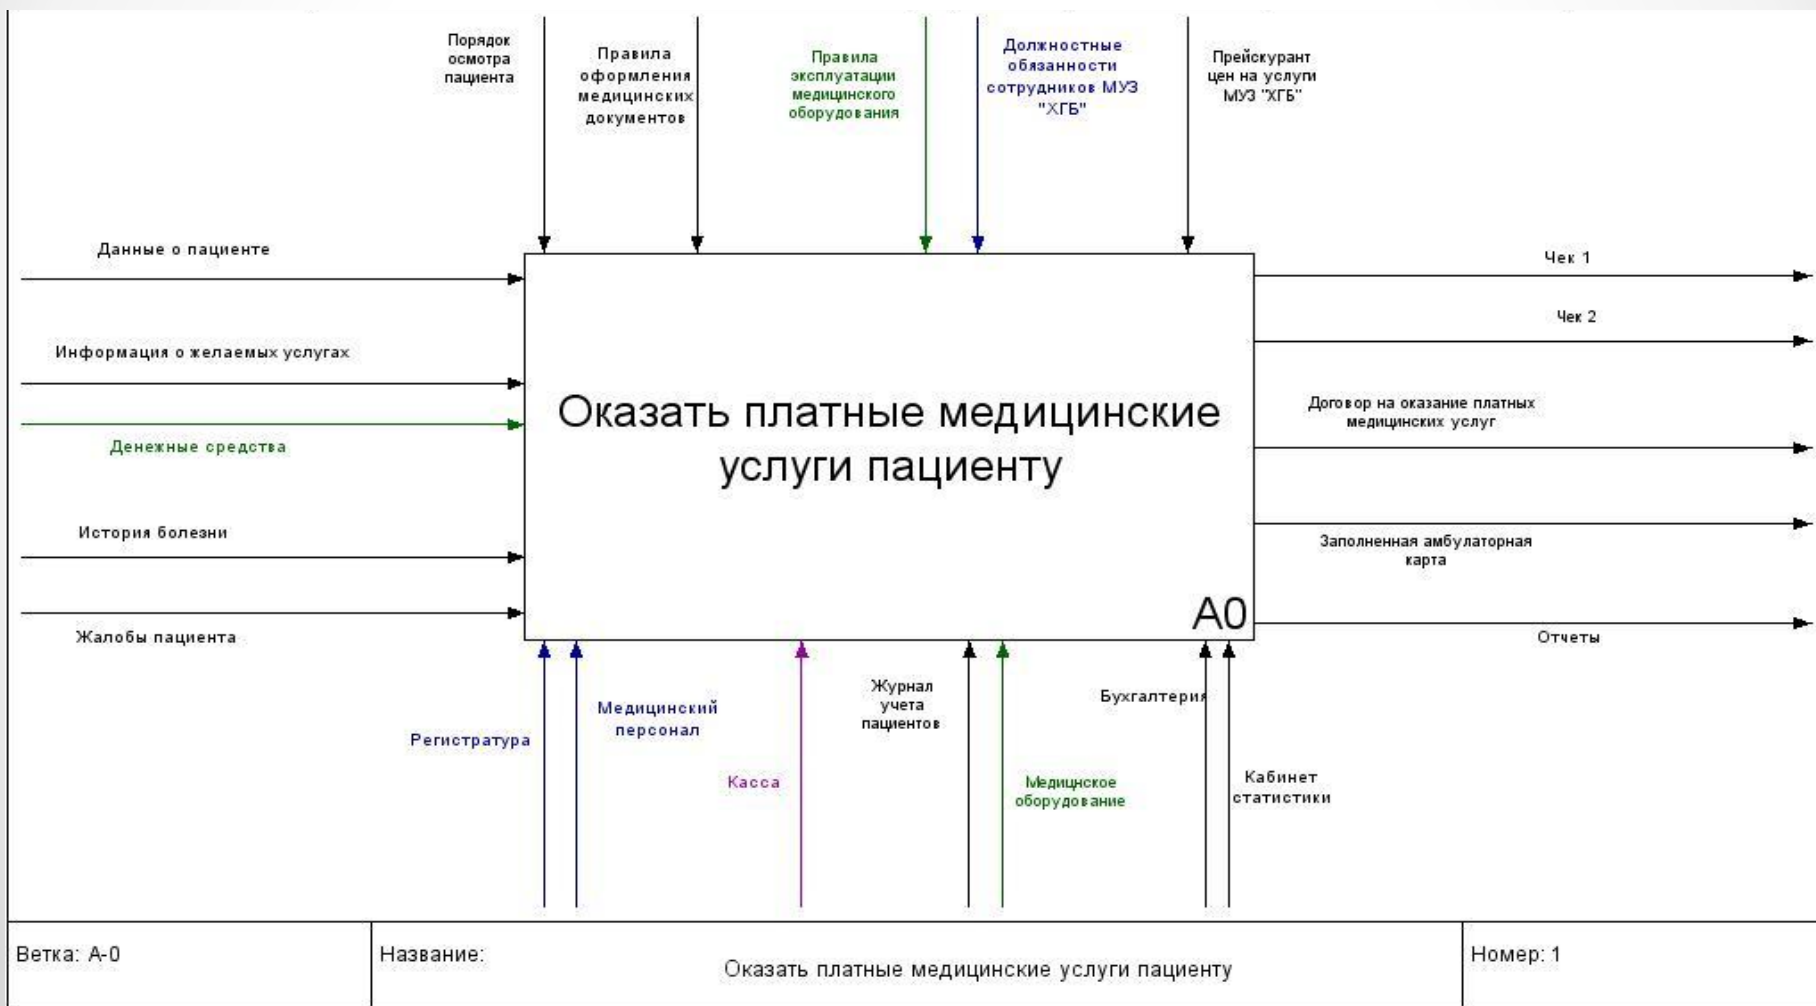 Порядок
осмотра
пациента
Правила
оформления
медицинских
документов
Правила
эксплуатации
медицинского
оборудования
Должностные
обязанности
сотрудников МУЗ
"ХГБ"
Прейскурант
цен на услуги
МУЗ "ХГБ"
Данные о пациенте
Информация о желаемых услугах
Денежные средства
История болезни
Жалобы пациента
Оказать платные медицинские
услуги пациенту
A0
Чек 1
Чек 2
Договор на оказание платных
медицинских услуг
Заполненная амбулаторная
карта
Отчеты
Регистратура
Медицинский
персонал
Касса
Журнал
учета
пациентов
Медицнское
оборудование
Бухгалтерия
Кабинет
статистики
Ветка: A-0
Название:
Оказать платные медицинские услуги пациенту
Номер: 1